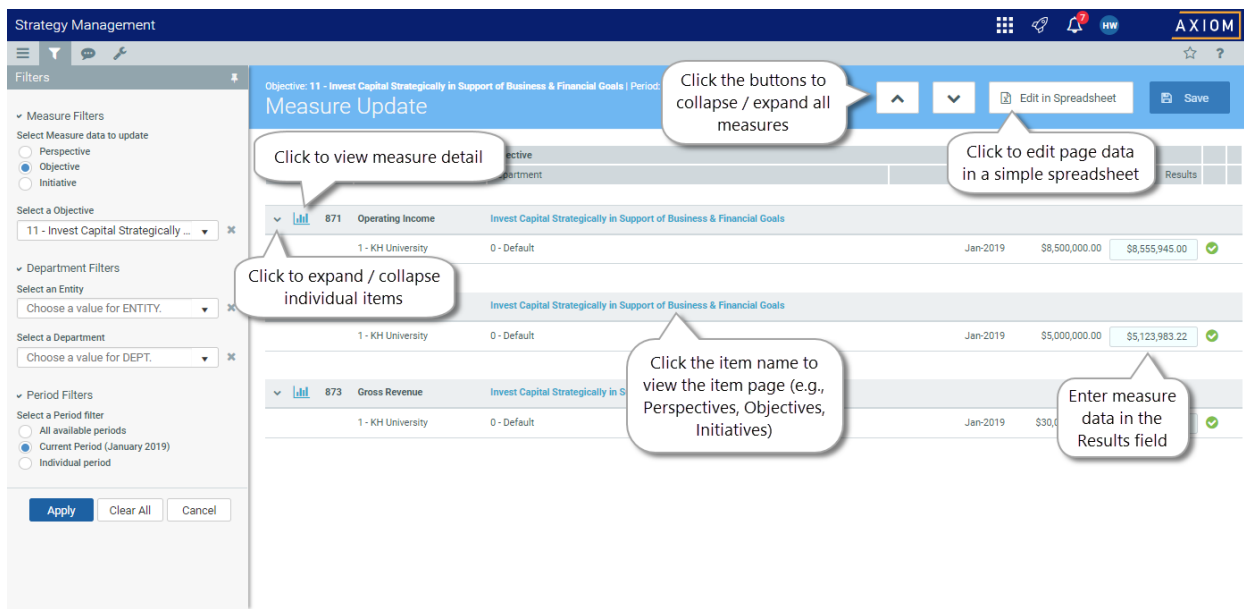 Strategy Management
7
HW
AXIOM
?
Filters
Measure Filters
Select Measure data to update
Perspective
Objective
Initiative
Select a Objective
11 - Invest Capital Strategically ...
Department Filters
Select an Entity
Choose a value for ENTITY.
Select a Department
Choose a value for DEPT.
Period Filters
Select a Period filter
All available periods
Current Period (January 2019)
Individual period
Apply Clear All Cancel
Objective: 11 - Invest Capital Strategically in Support of Business & Financial Goals | Period:
Measure Update
Click the buttons to
collapse / expand all
measures
Edit in Spreadsheet
Save
Click to view measure detail
Click to edit page data
in a simple spreadsheet
Results
871 Operating Income Invest Capital Strategically in Support of Business & Financial Goals
1 - KH University 0 - Default Jan-2019 $8,500,000.00 $8,555,945.00
Click to expand / collapse
individual items
Invest Capital Strategically in Support of Business & Financial Goals
1 - KH University 0 - Default Jan-2019 $5,000,000.00 $5,123,983.22
Click the item name to
view the item page (e.g.,
Perspectives, Objectives,
Initiatives)
Enter measure
data in the
Results field
873 Gross Revenue Invest Capital Strategically in
1 - KH University 0 - Default Jan-2019